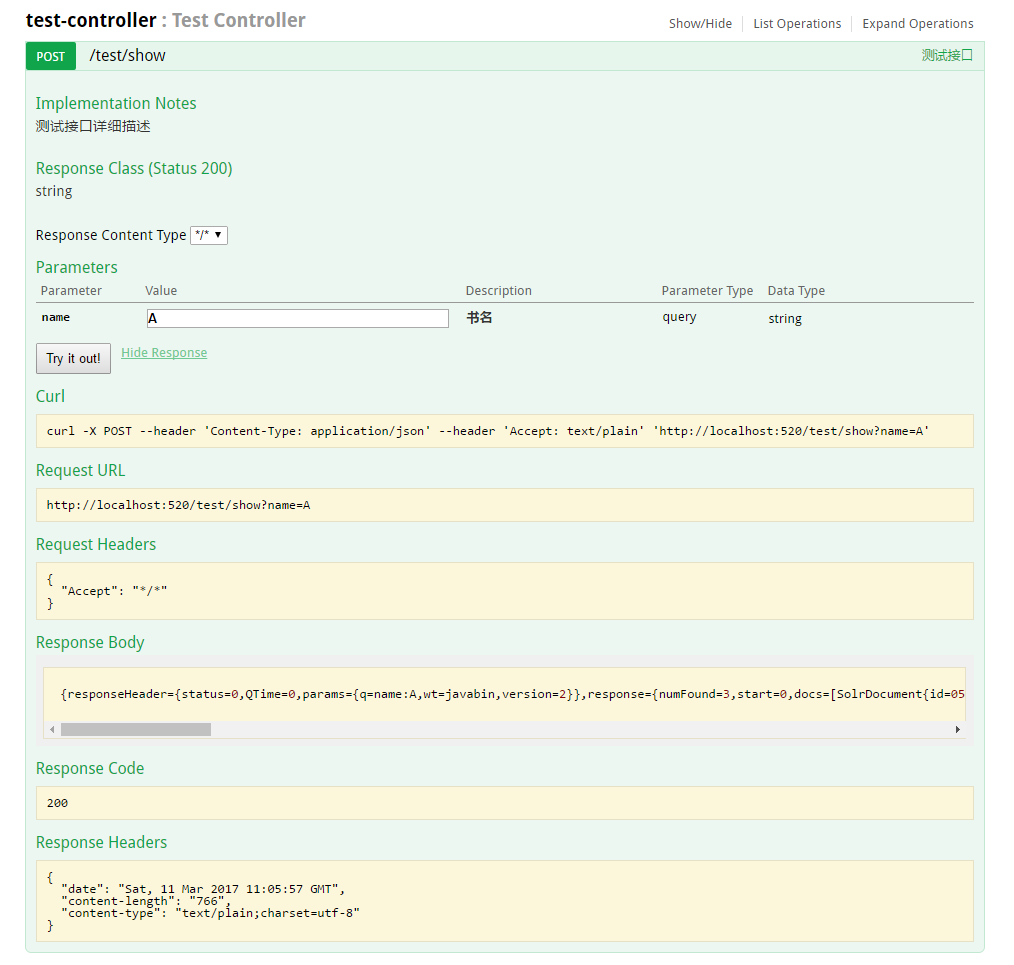 test-controller : Test Controller
Show/Hide
List Operations
Expand Operations
POST /test/show
测试接口
Implementation Notes
测试接口详细描述
Response Class (Status 200)
string
Response Content Type */*
Parameters
Parameter Value Description Parameter Type Data Type
name A 书名 query string
Try it out! Hide Response
Curl
curl -X POST --header 'Content-Type: application/json' --header 'Accept: text/plain' 'http://localhost:520/test/show?name=A'
Request URL
http://localhost:520/test/show?name=A
Request Headers
{
"Accept": "*/*"
}
Response Body
{responseHeader={status=0,QTime=0,params={q=name:A,wt=javabin,version=2}},response={numFound=3,start=0,docs=[SolrDocument{id=05
Response Code
200
Response Headers
{
"date": "Sat, 11 Mar 2017 11:05:57 GMT",
"content-length": "766",
"content-type": "text/plain;charset=utf-8"
}